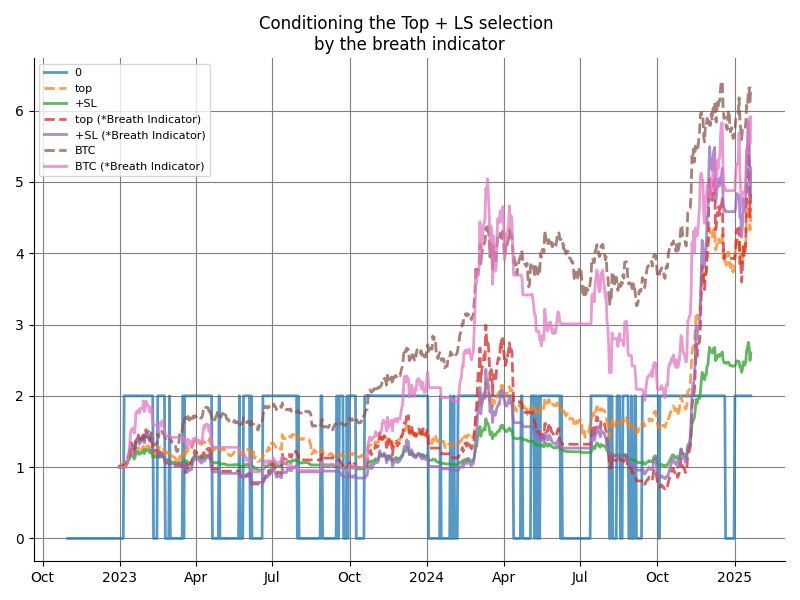 Conditioning the Top + LS selection
by the breath indicator
0
top
+SL
top (*Breath Indicator)
+SL (*Breath Indicator)
BTC
BTC (*Breath Indicator)
6
5
4
3
2
1
0
Oct
2023
Apr
Jul
Oct
2024
Apr
Jul
Oct
2025